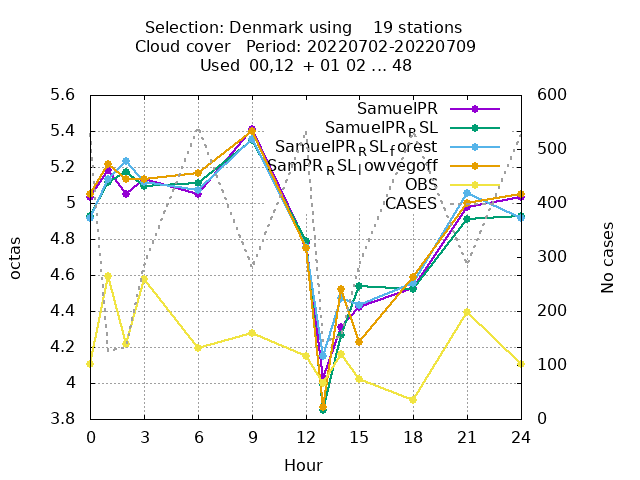 Selection: Denmark using    19 stations
Cloud cover   Period: 20220702-20220709
Used  00,12  + 01 02 ... 48
5.6
5.4
5.2
5
4.8
4.6
4.4
4.2
4
3.8
octas
600
500
400
300
200
100
0
No cases
SamuelPR
SamuelPR_RSL
SamuelPR_RSL_forest
SamPR_RSL_lowvegoff
OBS
CASES
0 3 6 9 12 15 18 21 24
Hour